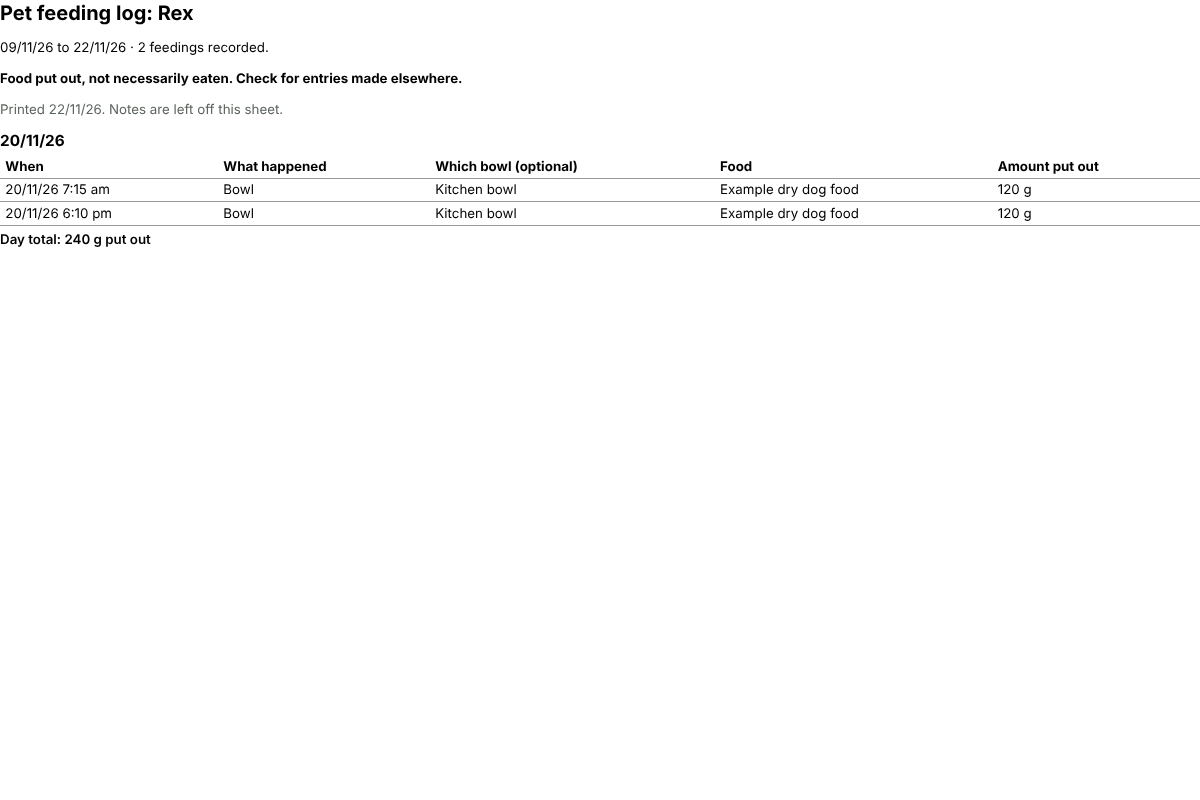 Pet feeding log: Rex
09/11/26 to 22/11/26 · 2 feedings recorded.
Food put out, not necessarily eaten. Check for entries made elsewhere.
Printed 22/11/26. Notes are left off this sheet.
20/11/26
When What happened Which bowl (optional) Food Amount put out
20/11/26 7:15 am Bowl Kitchen bowl Example dry dog food 120 g
20/11/26 6:10 pm Bowl Kitchen bowl Example dry dog food 120 g
Day total: 240 g put out